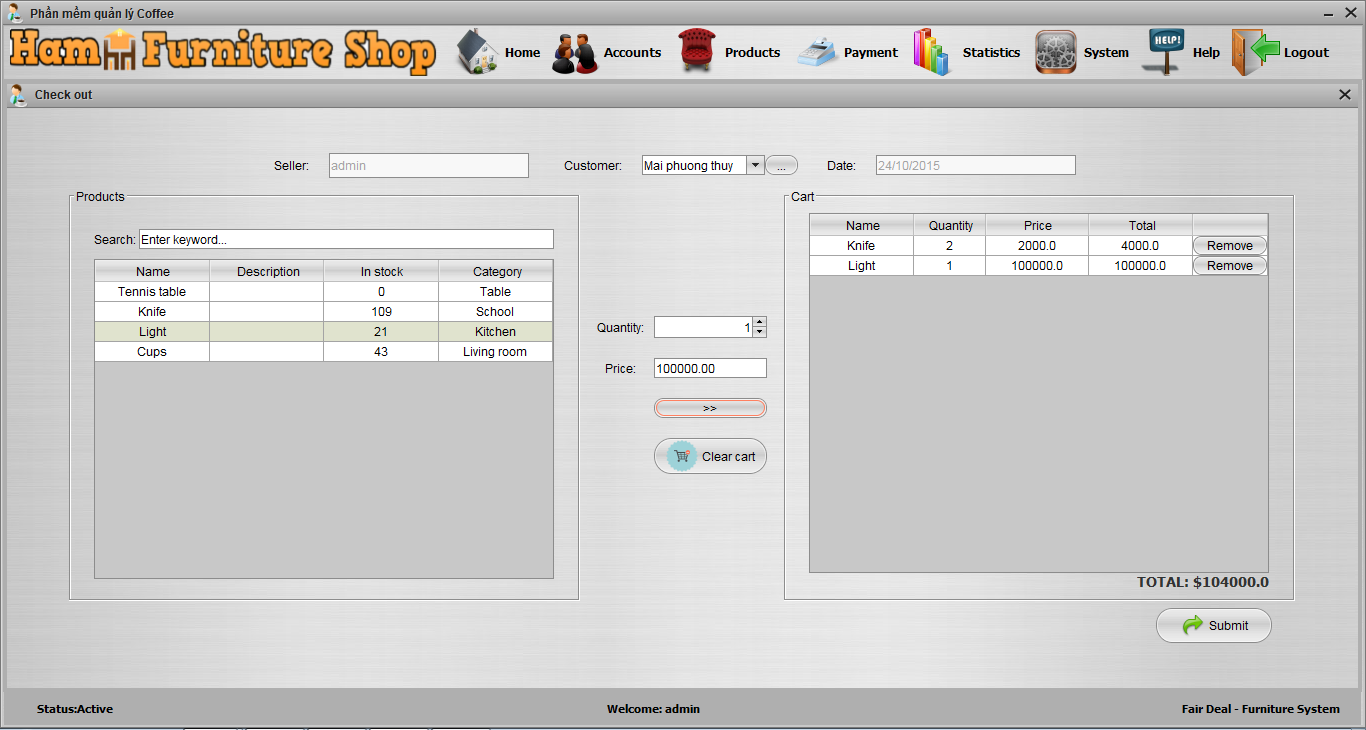 Phần mềm quản lý Coffee
Ham Furniture Shop Home Accounts Products Payment Statistics System HELP! Help Logout
Check out
Seller: admin Customer: Mai phuong thuy ... Date: 24/10/2015
Products
Search: Enter keyword...
Name Description In stock Category
Tennis table 0 Table
Knife 109 School
Light 21 Kitchen
Cups 43 Living room
Quantity: 1
Price: 100000.00
>>
Clear cart
Cart
Name Quantity Price Total
Knife 2 2000.0 4000.0 Remove
Light 1 100000.0 100000.0 Remove
TOTAL: $104000.0
Submit
Status:Active Welcome: admin Fair Deal - Furniture System